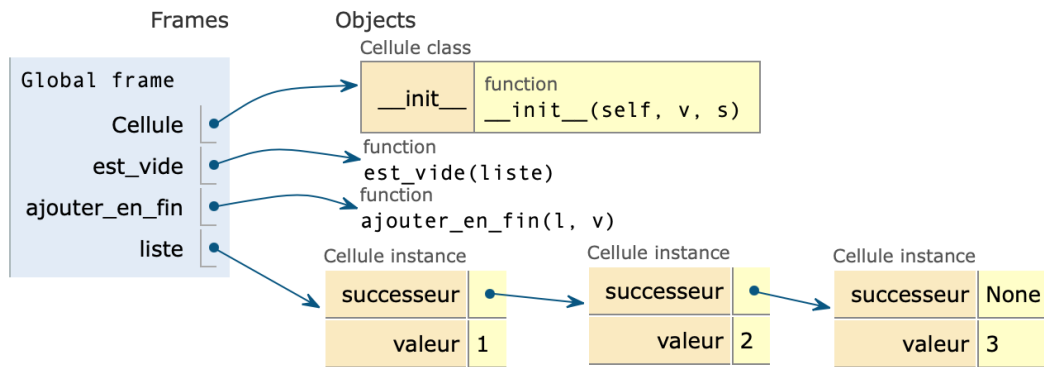 Frames Objects
Cellule class
Global frame
__init__
function
__init__(self, v, s)
Cellule
function
est_vide
est_vide(liste)
function
ajouter_en_fin
ajouter_en_fin(l, v)
liste
Cellule instance Cellule instance Cellule instance
successeur successeur successeur None
valeur 1 valeur 2 valeur 3